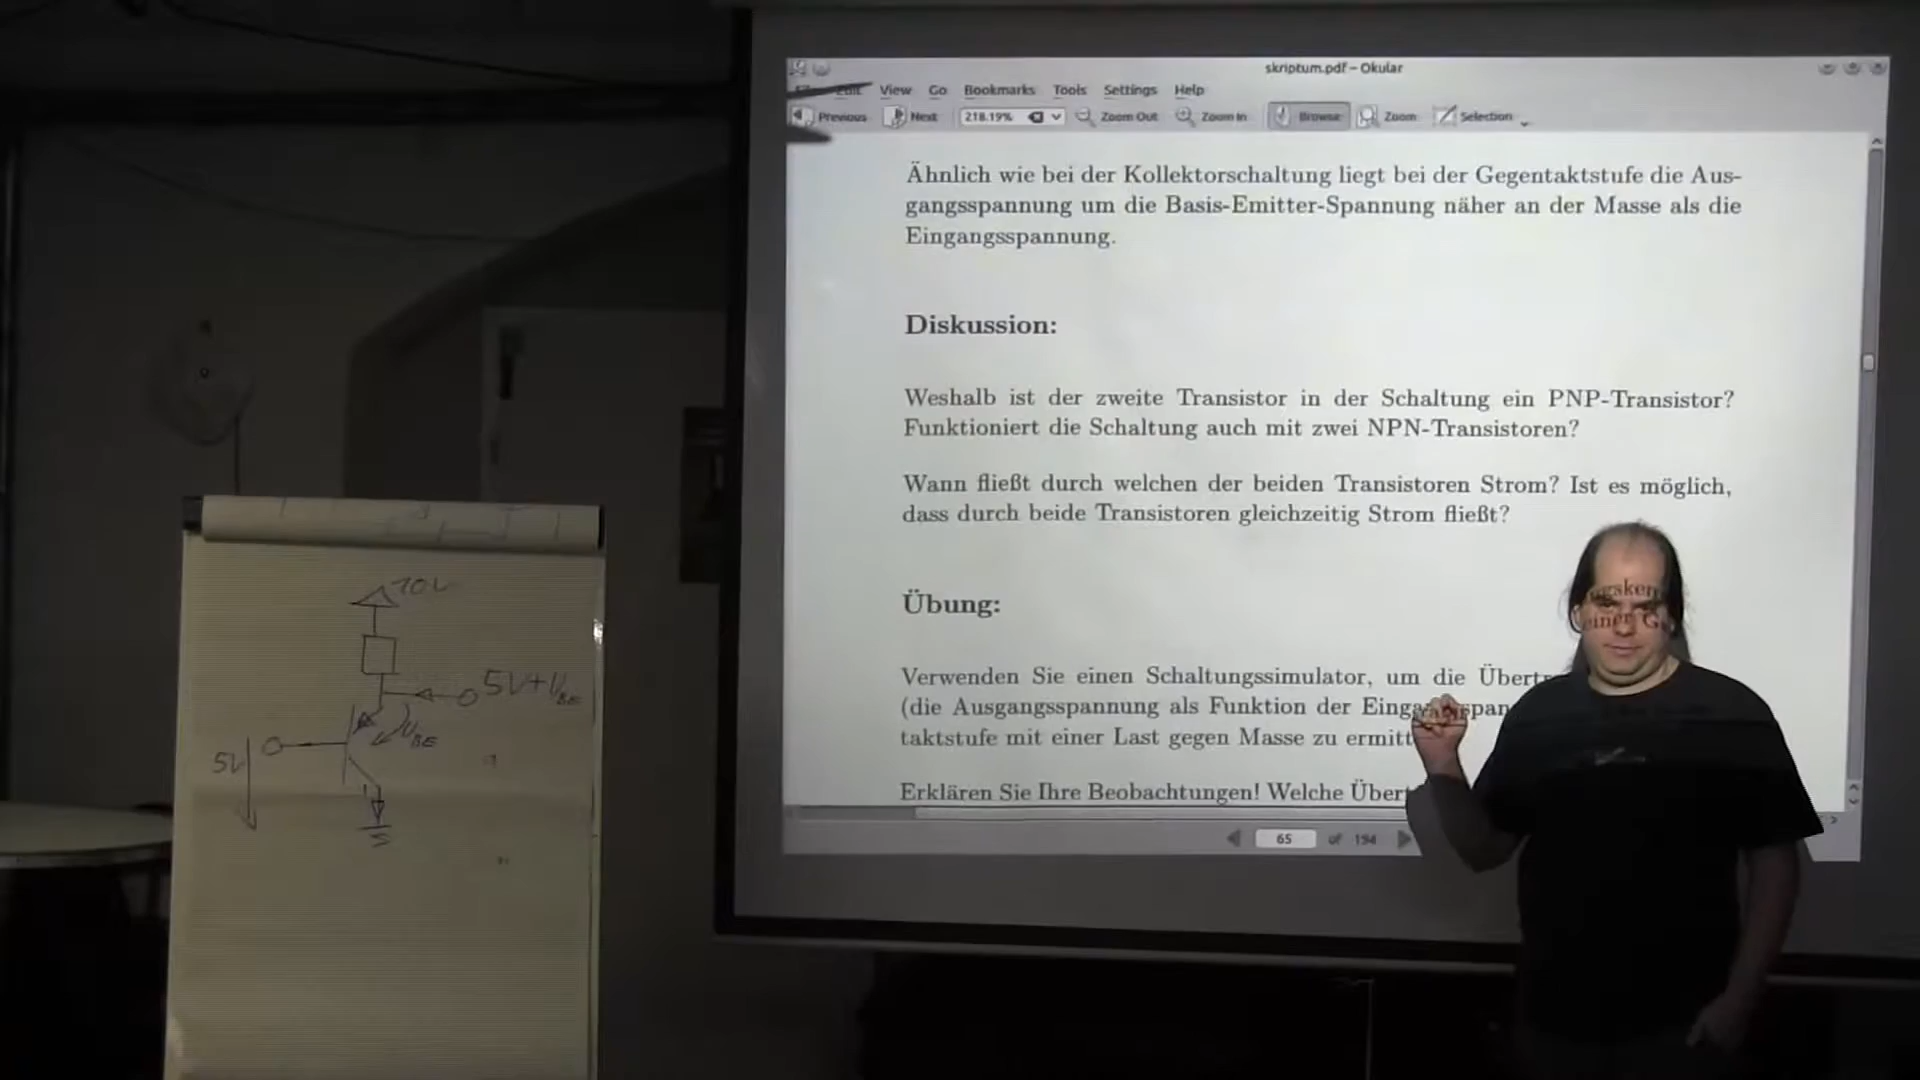 skriptum.pdf – Okular
Edit View Go Bookmarks Tools Settings Help
Previous Next 218.19% Zoom Out Zoom In Browse Zoom Selection
Ähnlich wie bei der Kollektorschaltung liegt bei der Gegentaktstufe die Aus-
gangsspannung um die Basis-Emitter-Spannung näher an der Masse als die
Eingangsspannung.
Diskussion:
Weshalb ist der zweite Transistor in der Schaltung ein PNP-Transistor?
Funktioniert die Schaltung auch mit zwei NPN-Transistoren?
Wann fließt durch welchen der beiden Transistoren Strom? Ist es möglich,
dass durch beide Transistoren gleichzeitig Strom fließt?
Übung:
Verwenden Sie einen Schaltungssimulator, um die
(die Ausgangsspannung als Funktion der
taktstufe mit einer Last gegen Masse zu
Erklären Sie Ihre Beobachtungen! Welche
65 of 194
10V
5V+UBE
UBE
5V